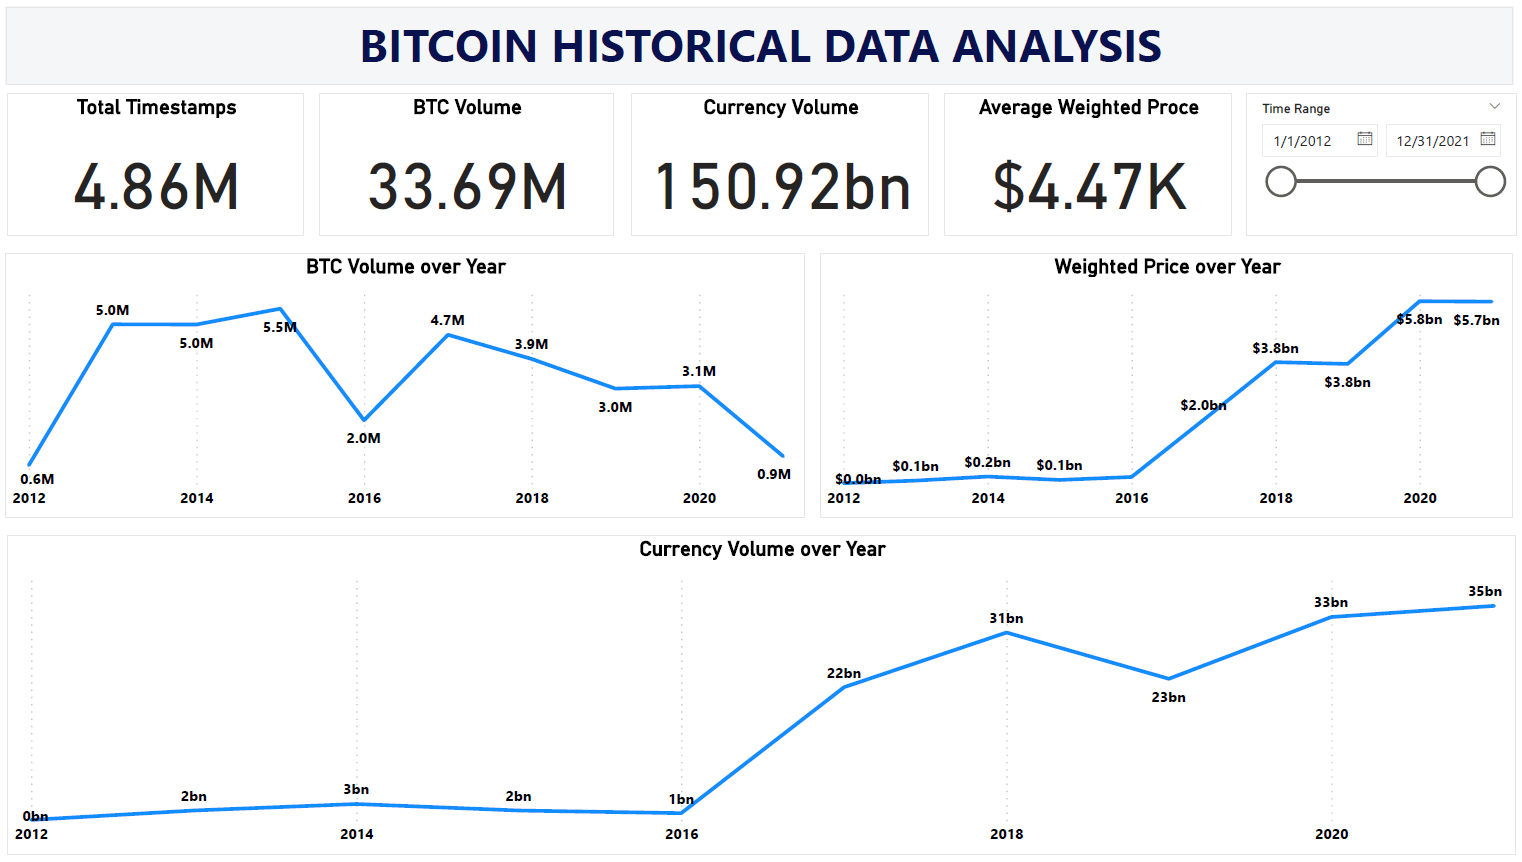 BITCOIN HISTORICAL DATA ANALYSIS
Total Timestamps
4.86M
BTC Volume
33.69M
Currency Volume
150.92bn
Average Weighted Proce
$4.47K
Time Range
1/1/2012
12/31/2021
BTC Volume over Year
0.6M
5.0M
5.0M
5.5M
2.0M
4.7M
3.9M
3.0M
3.1M
0.9M
2012
2014
2016
2018
2020
Weighted Price over Year
$0.0bn
$0.1bn
$0.2bn
$0.1bn
$2.0bn
$3.8bn
$3.8bn
$5.8bn
$5.7bn
2012
2014
2016
2018
2020
Currency Volume over Year
0bn
2bn
3bn
2bn
1bn
22bn
31bn
23bn
33bn
35bn
2012
2014
2016
2018
2020